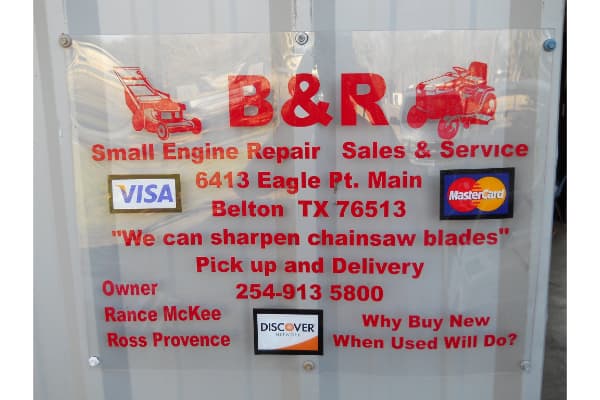 B&R
Small Engine Repair Sales & Service
6413 Eagle Pt. Main
VISA
MasterCard
Belton TX 76513
"We can sharpen chainsaw blades"
Pick up and Delivery
Owner
254-913 5800
Rance McKee
Ross Provence
DISCOVER
NETWORK
Why Buy New
When Used Will Do?